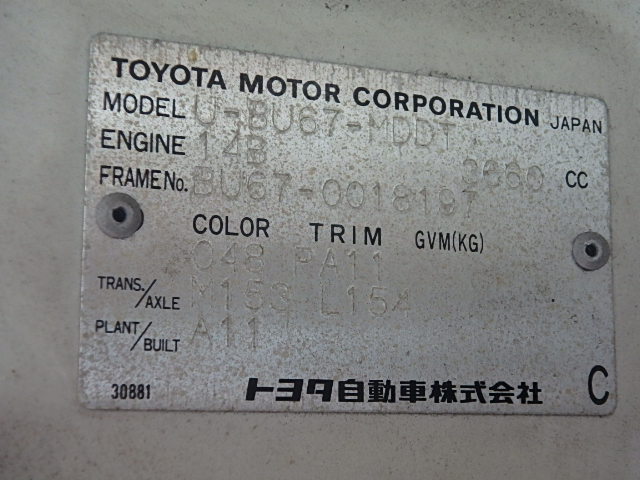 TOYOTA MOTOR CORPORATION JAPAN
MODEL U-BU67-MDDT
ENGINE 14B 3660 CC
FRAME No. BU67-0018197
COLOR TRIM GVM(KG)
C48 PA11
TRANS./AXLE M153 L154
PLANT/BUILT A11
30881 トヨタ自動車株式会社 C